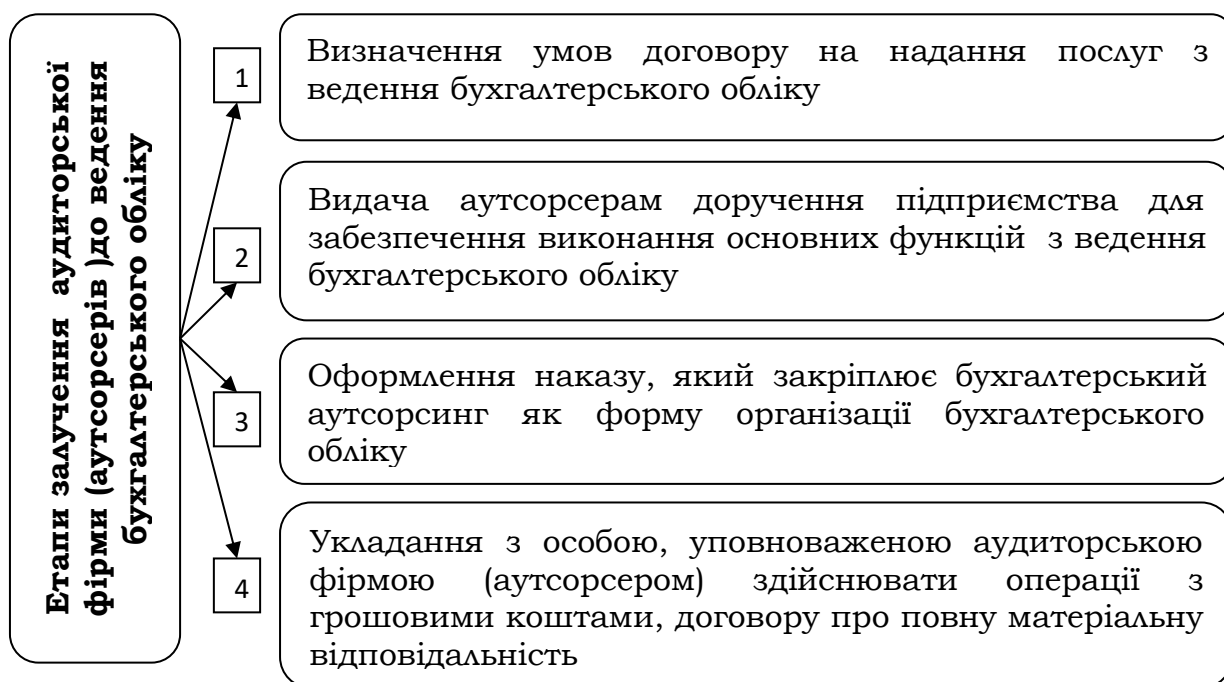 Етапи залучення аудиторської
фірми (аутсорсерів )до ведення
бухгалтерського обліку
1
Визначення умов договору на надання послуг з
ведення бухгалтерського обліку
2
Видача аутсорсерам доручення підприємства для
забезпечення виконання основних функцій з ведення
бухгалтерського обліку
3
Оформлення наказу, який закріплює бухгалтерський
аутсорсинг як форму організації бухгалтерського
обліку
4
Укладання з особою, уповноваженою аудиторською
фірмою (аутсорсером) здійснювати операції з
грошовими коштами, договору про повну матеріальну
відповідальність